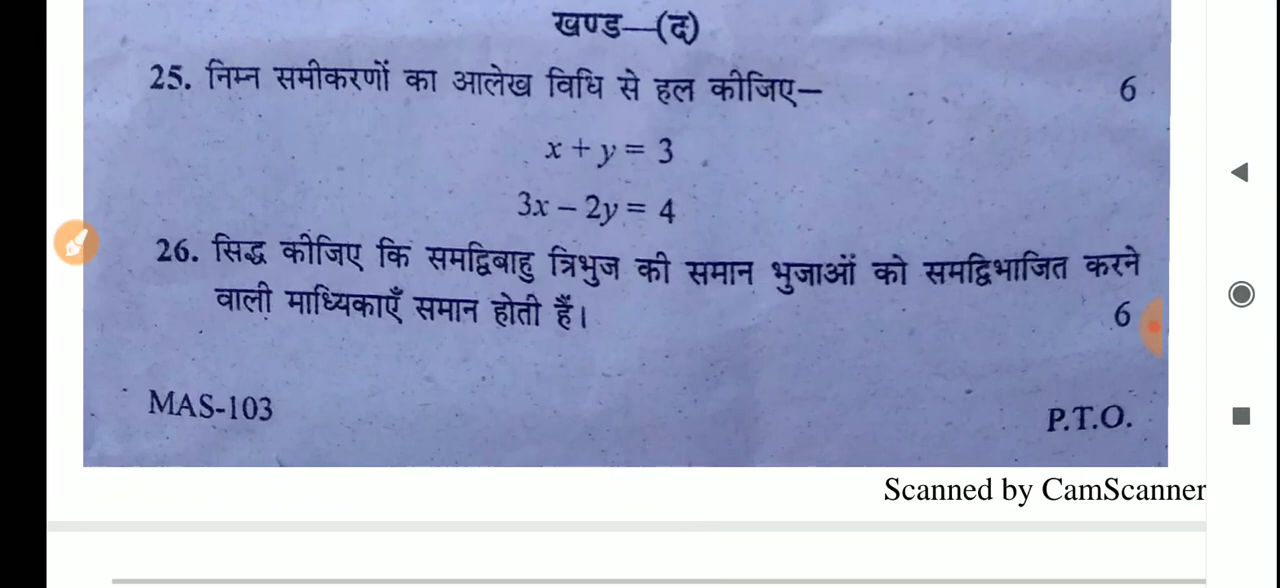 खण्ड—(द)
25. निम्न समीकरणों का आलेख विधि से हल कीजिए— 6
x + y = 3
3x – 2y = 4
26. सिद्ध कीजिए कि समद्विबाहु त्रिभुज की समान भुजाओं को समद्विभाजित करने
वाली माध्यिकाएँ समान होती हैं। 6
MAS-103 P.T.O.
Scanned by CamScanner